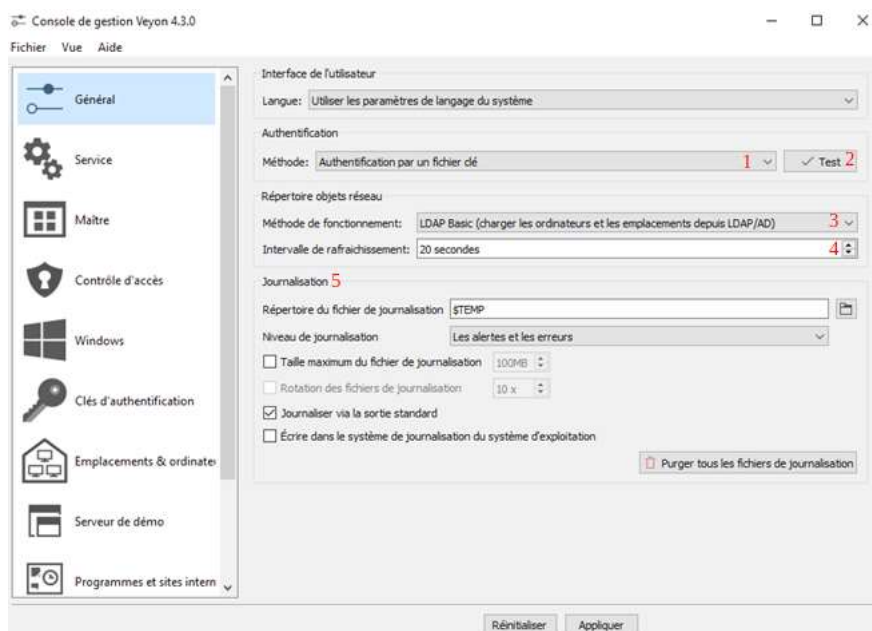 Console de gestion Veyon 4.3.0
Fichier Vue Aide
Général
Service
Maître
Contrôle d'accès
Windows
Clés d'authentification
Emplacements & ordinate
Serveur de démo
Programmes et sites intern
Interface de l'utilisateur
Langue: Utiliser les paramètres de langage du système
Authentification
Méthode: Authentification par un fichier clé 1 Test 2
Répertoire objets réseau
Méthode de fonctionnement: LDAP Basic (charger les ordinateurs et les emplacements depuis LDAP/AD) 3
Intervalle de rafraichissement: 20 secondes 4
Journalisation 5
Répertoire du fichier de journalisation $TEMP
Niveau de journalisation Les alertes et les erreurs
Taille maximum du fichier de journalisation 100MB
Rotation des fichiers de journalisation 10 x
Journaliser via la sortie standard
Écrire dans le système de journalisation du système d'exploitation
Purger tous les fichiers de journalisation
Réinitialiser Appliquer